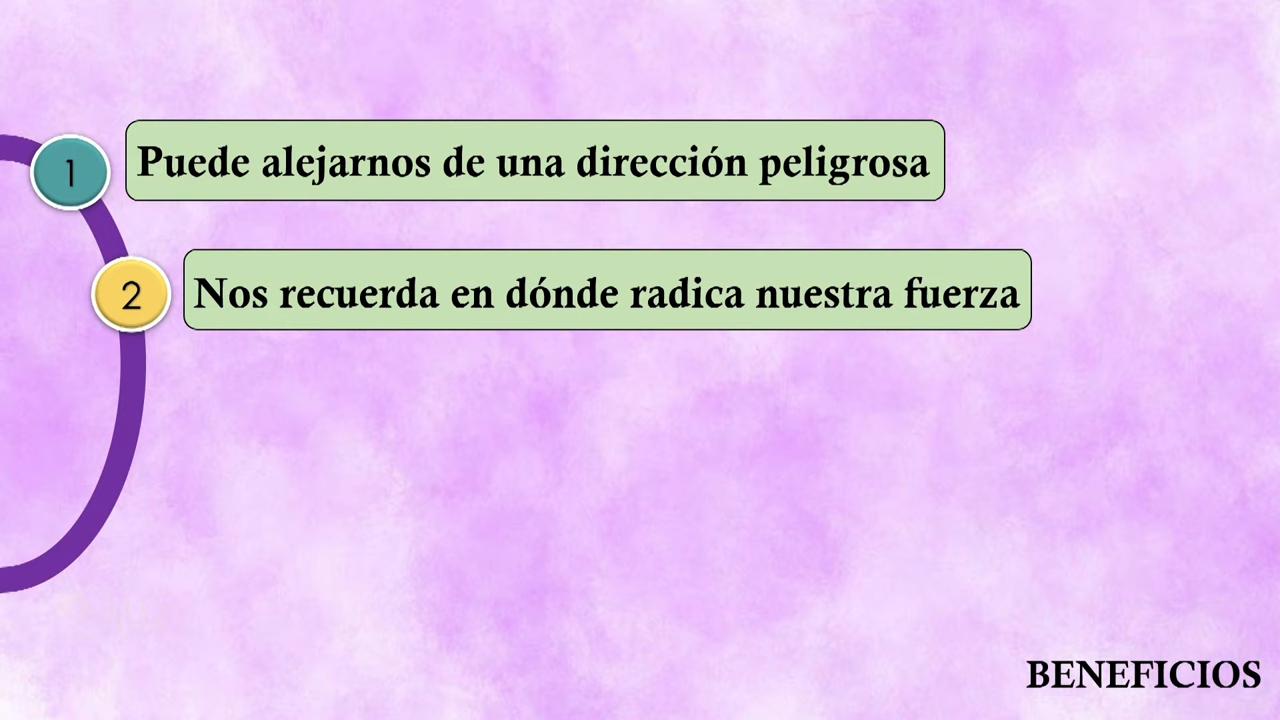 1
Puede alejarnos de una dirección peligrosa
2
Nos recuerda en dónde radica nuestra fuerza
BENEFICIOS